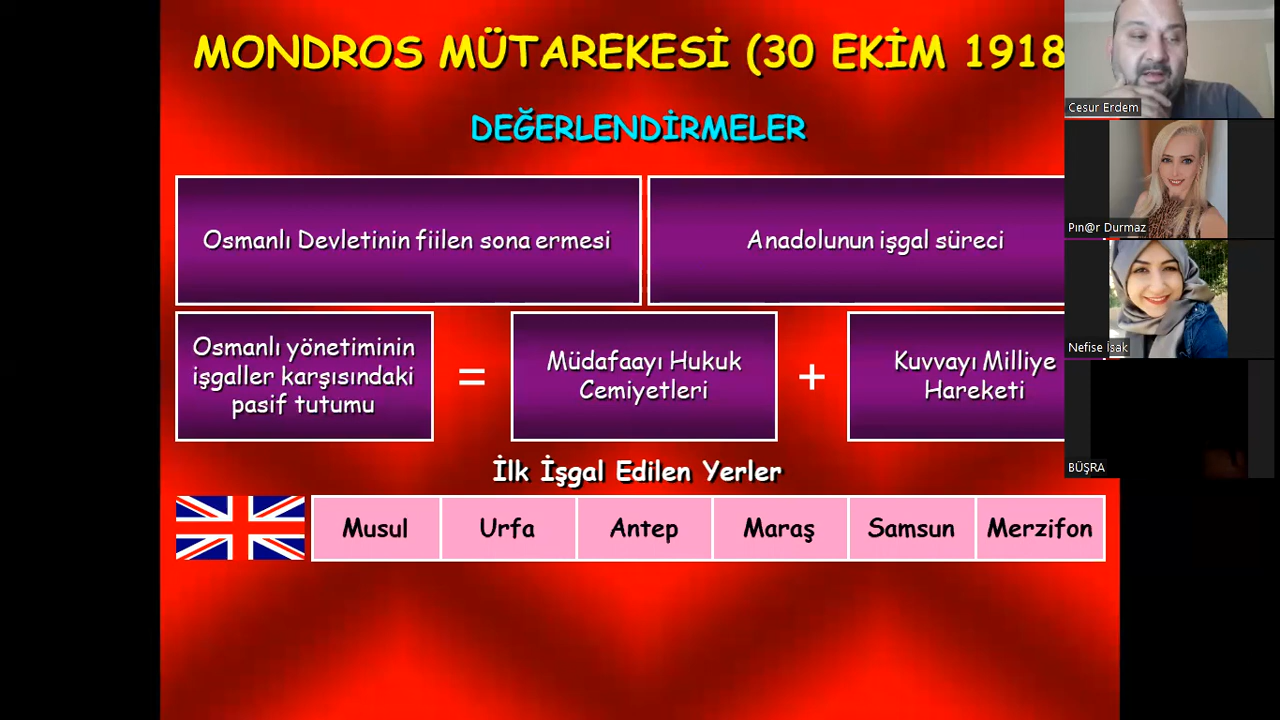 MONDROS MÜTAREKESİ (30 EKİM 1918
DEĞERLENDİRMELER
Osmanlı Devletinin fiilen sona ermesi
Anadolunun işgal süreci
Osmanlı yönetiminin
işgaller karşısındaki
pasif tutumu
=
Müdafaayı Hukuk
Cemiyetleri
+
Kuvvayı Milliye
Hareketi
İlk İşgal Edilen Yerler
Musul
Urfa
Antep
Maraş
Samsun
Merzifon
Cesur Erdem
Pın@r Durmaz
Nefise İsak
BÜŞRA